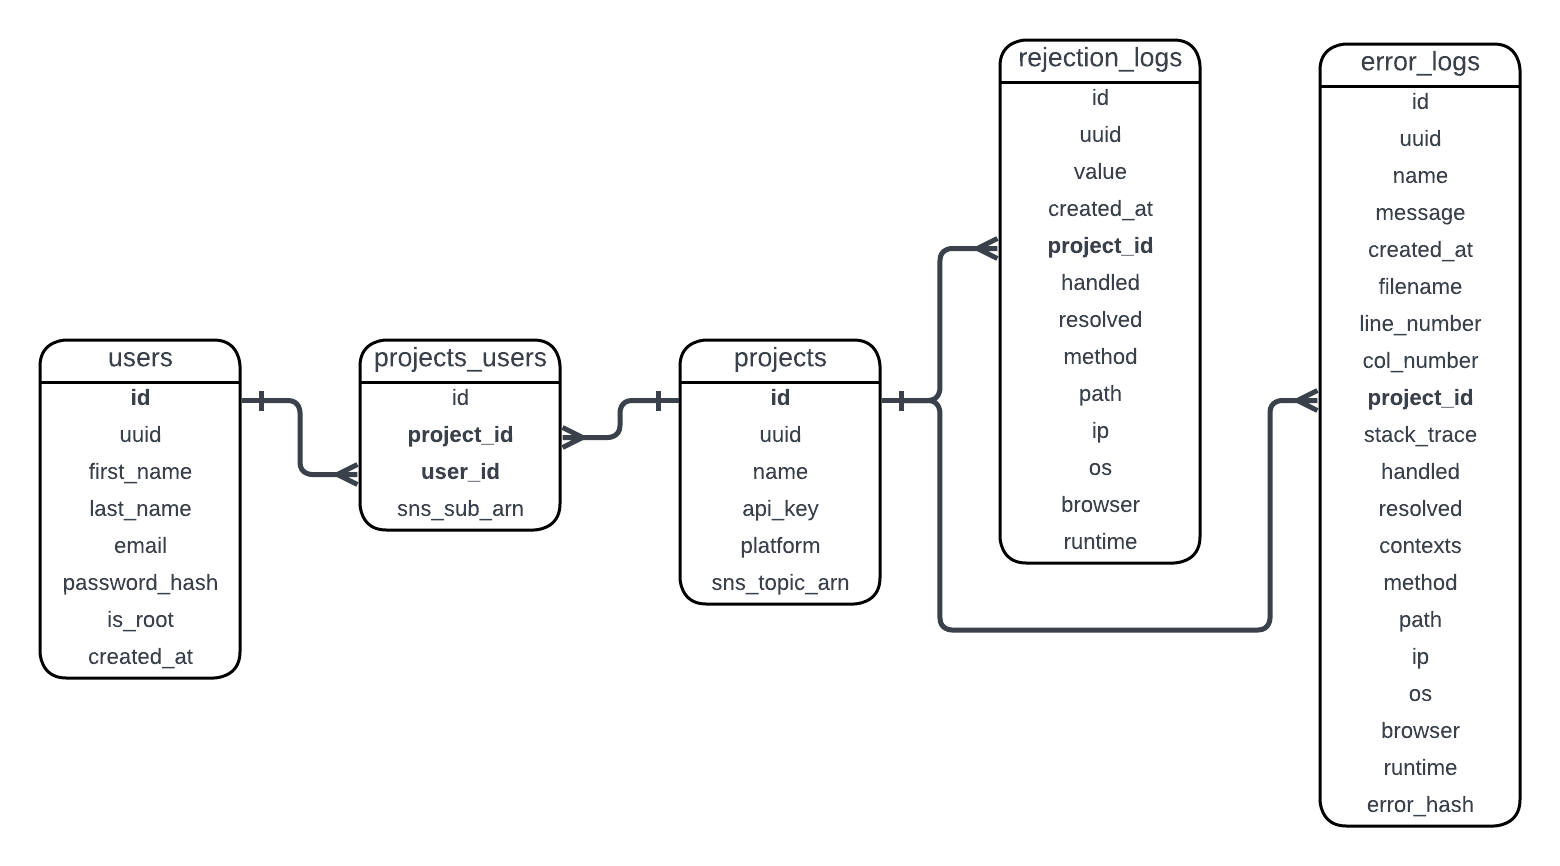 users
id
uuid
first_name
last_name
email
password_hash
is_root
created_at
projects_users
id
project_id
user_id
sns_sub_arn
projects
id
uuid
name
api_key
platform
sns_topic_arn
rejection_logs
id
uuid
value
created_at
project_id
handled
resolved
method
path
ip
os
browser
runtime
error_logs
id
uuid
name
message
created_at
filename
line_number
col_number
project_id
stack_trace
handled
resolved
contexts
method
path
ip
os
browser
runtime
error_hash